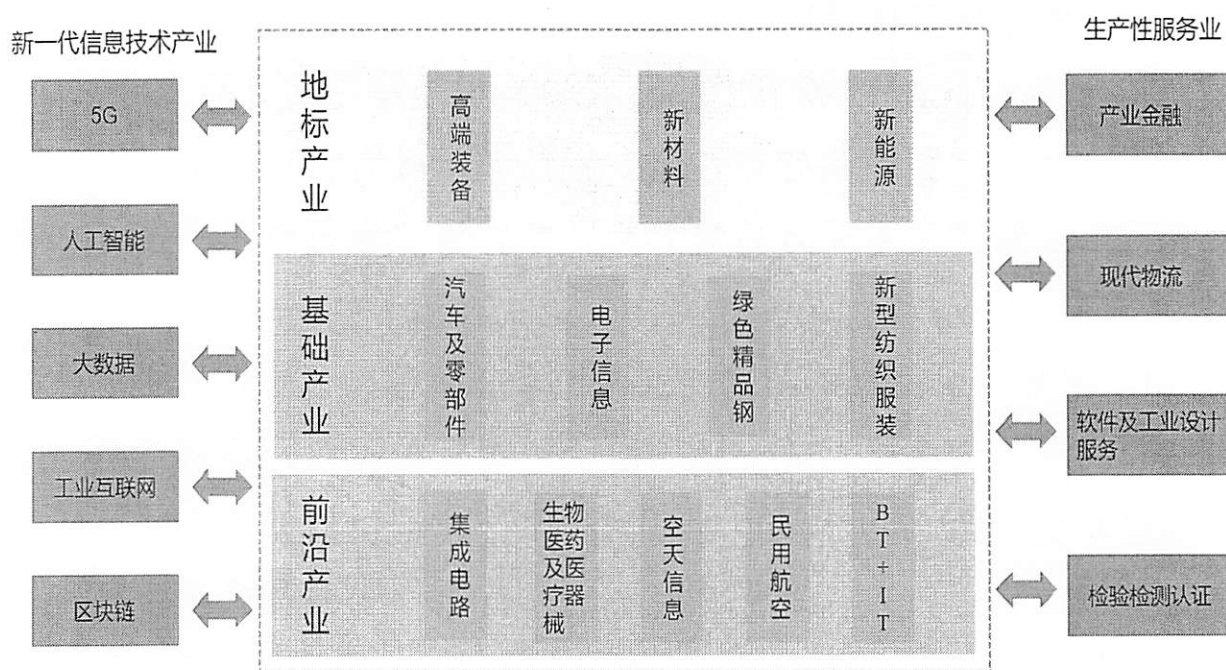 新一代信息技术产业
5G
人工智能
大数据
工业互联网
区块链
地标产业
高端装备
新材料
新能源
基础产业
汽车及零部件
电子信息
绿色精品钢
新型纺织服装
前沿产业
集成电路
生物医药及医疗器械
空天信息
民用航空
BT+IT
生产性服务业
产业金融
现代物流
软件及工业设计
服务
检验检测认证